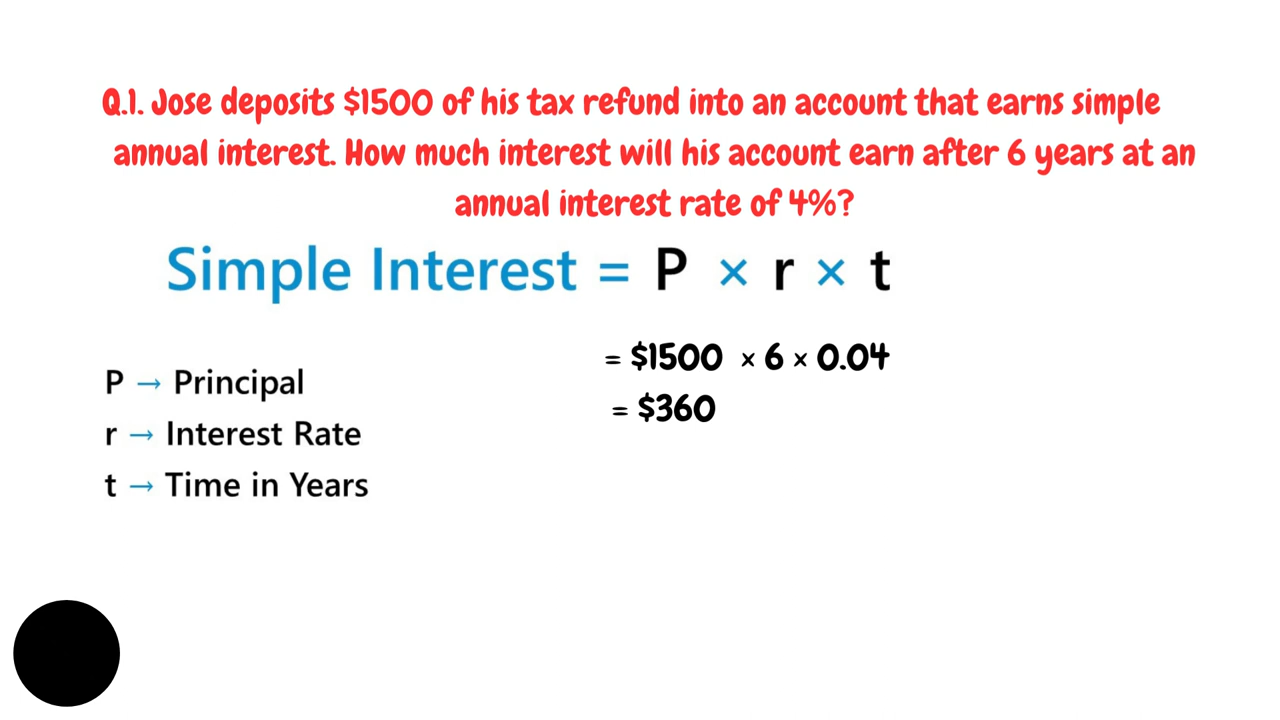 Q.1. Jose deposits $1500 of his tax refund into an account that earns simple
annual interest. How much interest will his account earn after 6 years at an
annual interest rate of 4%?
Simple Interest = P × r × t
= $1500 × 6 × 0.04
= $360
P → Principal
r → Interest Rate
t → Time in Years